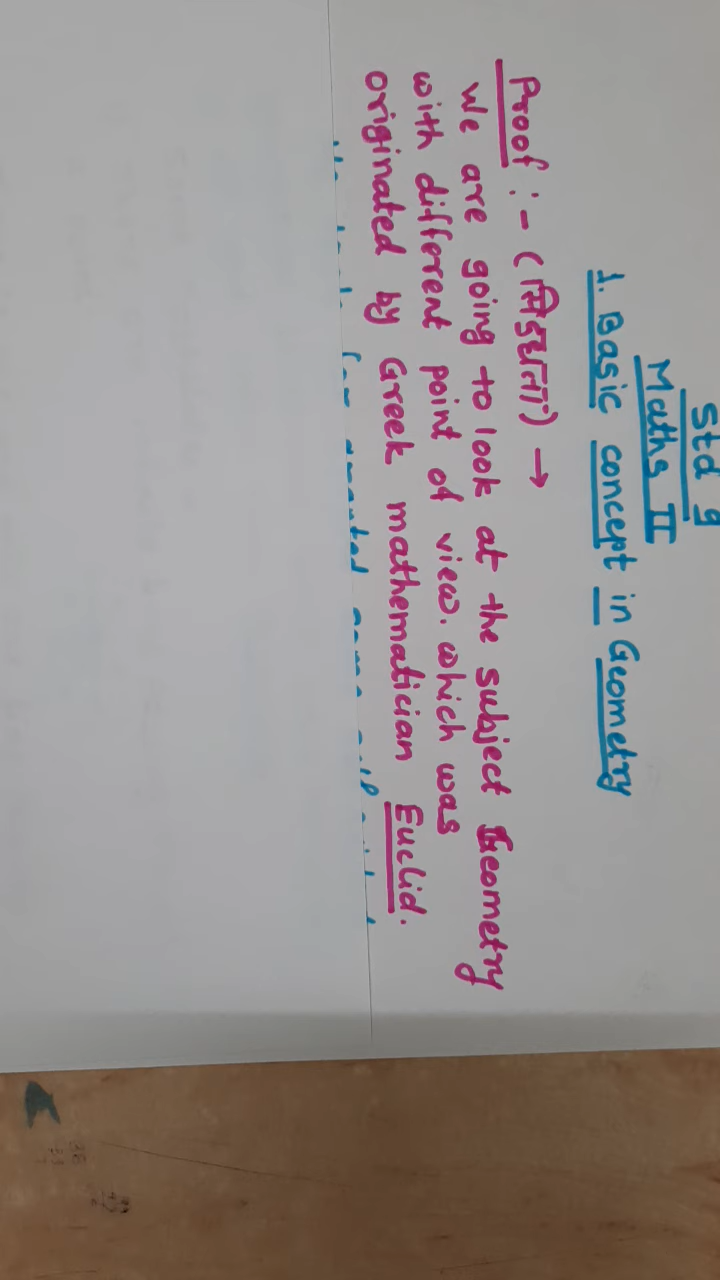 Std 9
Maths II
1. Basic concept in Geometry
Proof :- (सिद्धता) →
We are going to look at the subject Geometry
with different point of view. which was
originated by Greek mathematician Euclid.